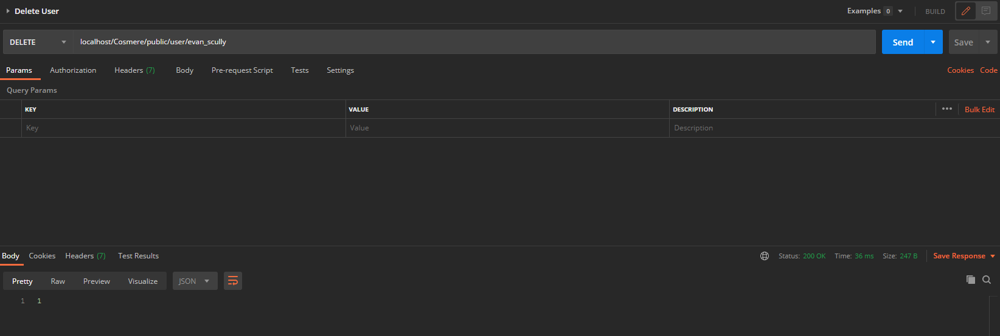 Delete User
Examples 0
BUILD
DELETE
localhost/Cosmere/public/user/evan_scully
Send
Save
Params Authorization Headers (7) Body Pre-request Script Tests Settings
Cookies Code
Query Params
KEY VALUE DESCRIPTION
••• Bulk Edit
Key Value Description
Body Cookies Headers (7) Test Results
Status: 200 OK Time: 36 ms Size: 247 B
Save Response
Pretty Raw Preview Visualize JSON
1 1